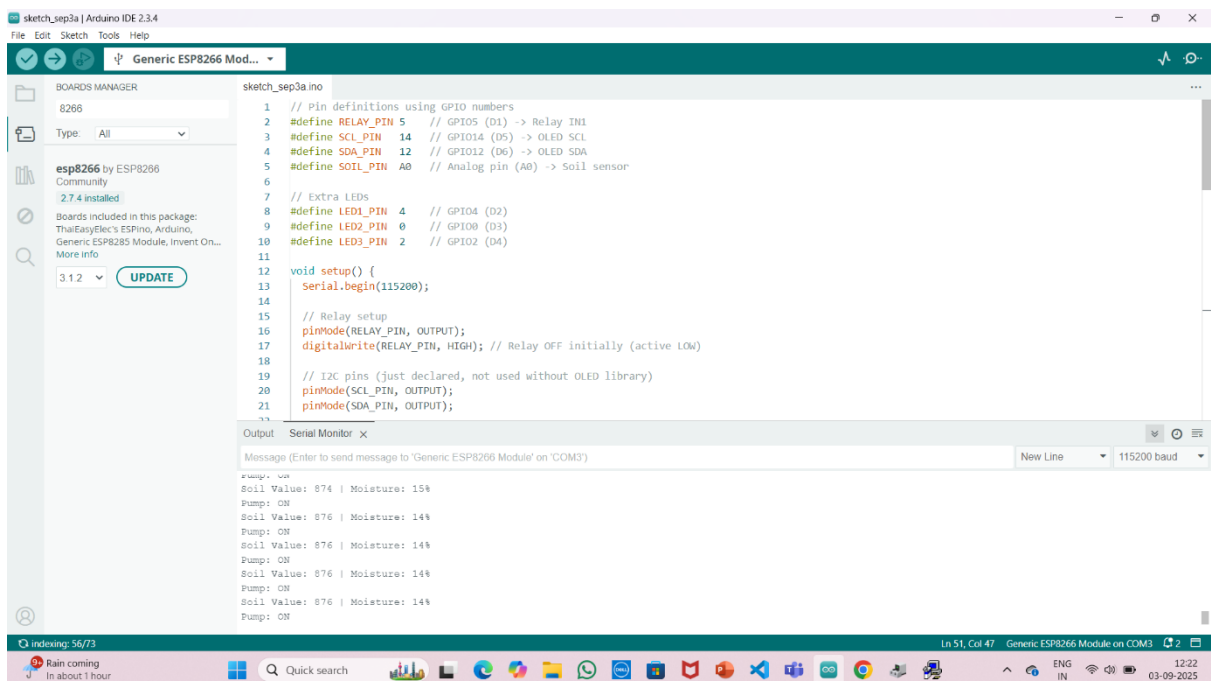 sketch_sep3a | Arduino IDE 2.3.4
File Edit Sketch Tools Help
Generic ESP8266 Mod...
BOARDS MANAGER
8266
Type: All
esp8266 by ESP8266
Community
2.7.4 installed
Boards included in this package:
ThaiEasyElec's ESPino, Arduino,
Generic ESP8285 Module, Invent On...
More info
3.1.2 UPDATE
sketch_sep3a.ino
1 // Pin definitions using GPIO numbers
2 #define RELAY_PIN 5 // GPIO5 (D1) -> Relay IN1
3 #define SCL_PIN 14 // GPIO14 (D5) -> OLED SCL
4 #define SDA_PIN 12 // GPIO12 (D6) -> OLED SDA
5 #define SOIL_PIN A0 // Analog pin (A0) -> Soil sensor
6
7 // Extra LEDs
8 #define LED1_PIN 4 // GPIO4 (D2)
9 #define LED2_PIN 0 // GPIO0 (D3)
10 #define LED3_PIN 2 // GPIO2 (D4)
11
12 void setup() {
13 Serial.begin(115200);
14
15 // Relay setup
16 pinMode(RELAY_PIN, OUTPUT);
17 digitalWrite(RELAY_PIN, HIGH); // Relay OFF initially (active LOW)
18
19 // I2C pins (just declared, not used without OLED library)
20 pinMode(SCL_PIN, OUTPUT);
21 pinMode(SDA_PIN, OUTPUT);
Output Serial Monitor
Message (Enter to send message to 'Generic ESP8266 Module' on 'COM3')
New Line 115200 baud
Pump: ON
Soil Value: 874 | Moisture: 15%
Pump: ON
Soil Value: 876 | Moisture: 14%
Pump: ON
Soil Value: 876 | Moisture: 14%
Pump: ON
Soil Value: 876 | Moisture: 14%
Pump: ON
Soil Value: 876 | Moisture: 14%
Pump: ON
indexing: 56/73
Ln 51, Col 47 Generic ESP8266 Module on COM3 2
9+
Rain coming
In about 1 hour
Quick search
ENG
IN
12:22
03-09-2025